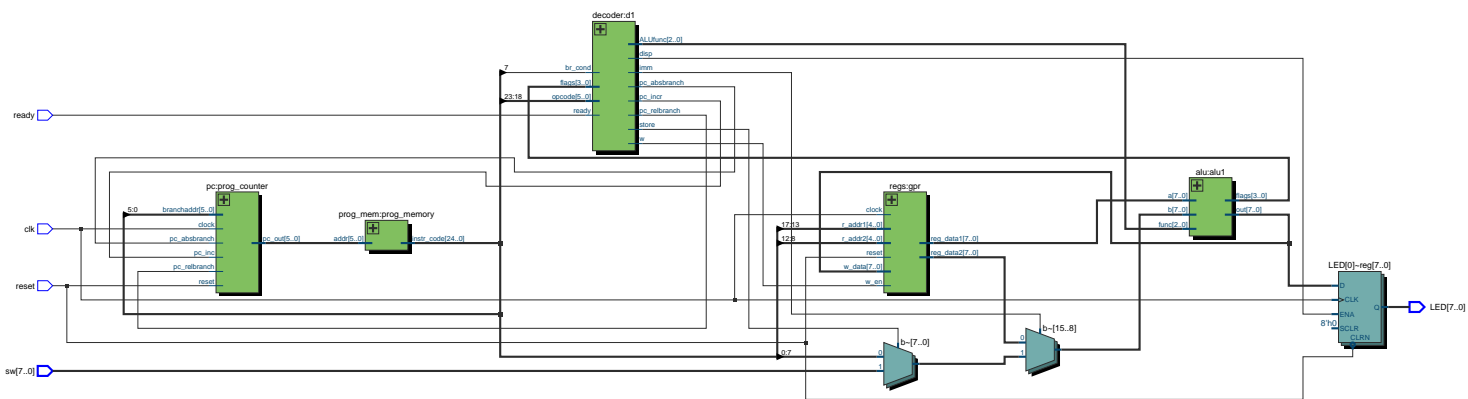 decoder:d1
ALUfunc[2..0]
disp
7
br_cond
imm
flags[3..0]
pc_absbranch
23:18
opcode[5..0]
pc_incr
ready
ready
pc_relbranch
store
w
pc:prog_counter
5:0
branchaddr[5..0]
clk
clock
pc_absbranch
pc_out[5..0]
pc_inc
pc_relbranch
reset
reset
prog_mem:prog_memory
addr[5..0]
instr_code[24..0]
regs:gpr
clock
17:13
r_addr1[4..0]
12:8
r_addr2[4..0]
reg_data1[7..0]
reset
reg_data2[7..0]
w_data[7..0]
w_en
alu:alu1
a[7..0]
flags[3..0]
b[7..0]
out[7..0]
func[2..0]
LED[0]~reg[7..0]
D
CLK
Q
LED[7..0]
ENA
8'h0
SCLR
CLRN
b~[15..8]
0
1
b~[7..0]
0:7
0
1
sw[7..0]